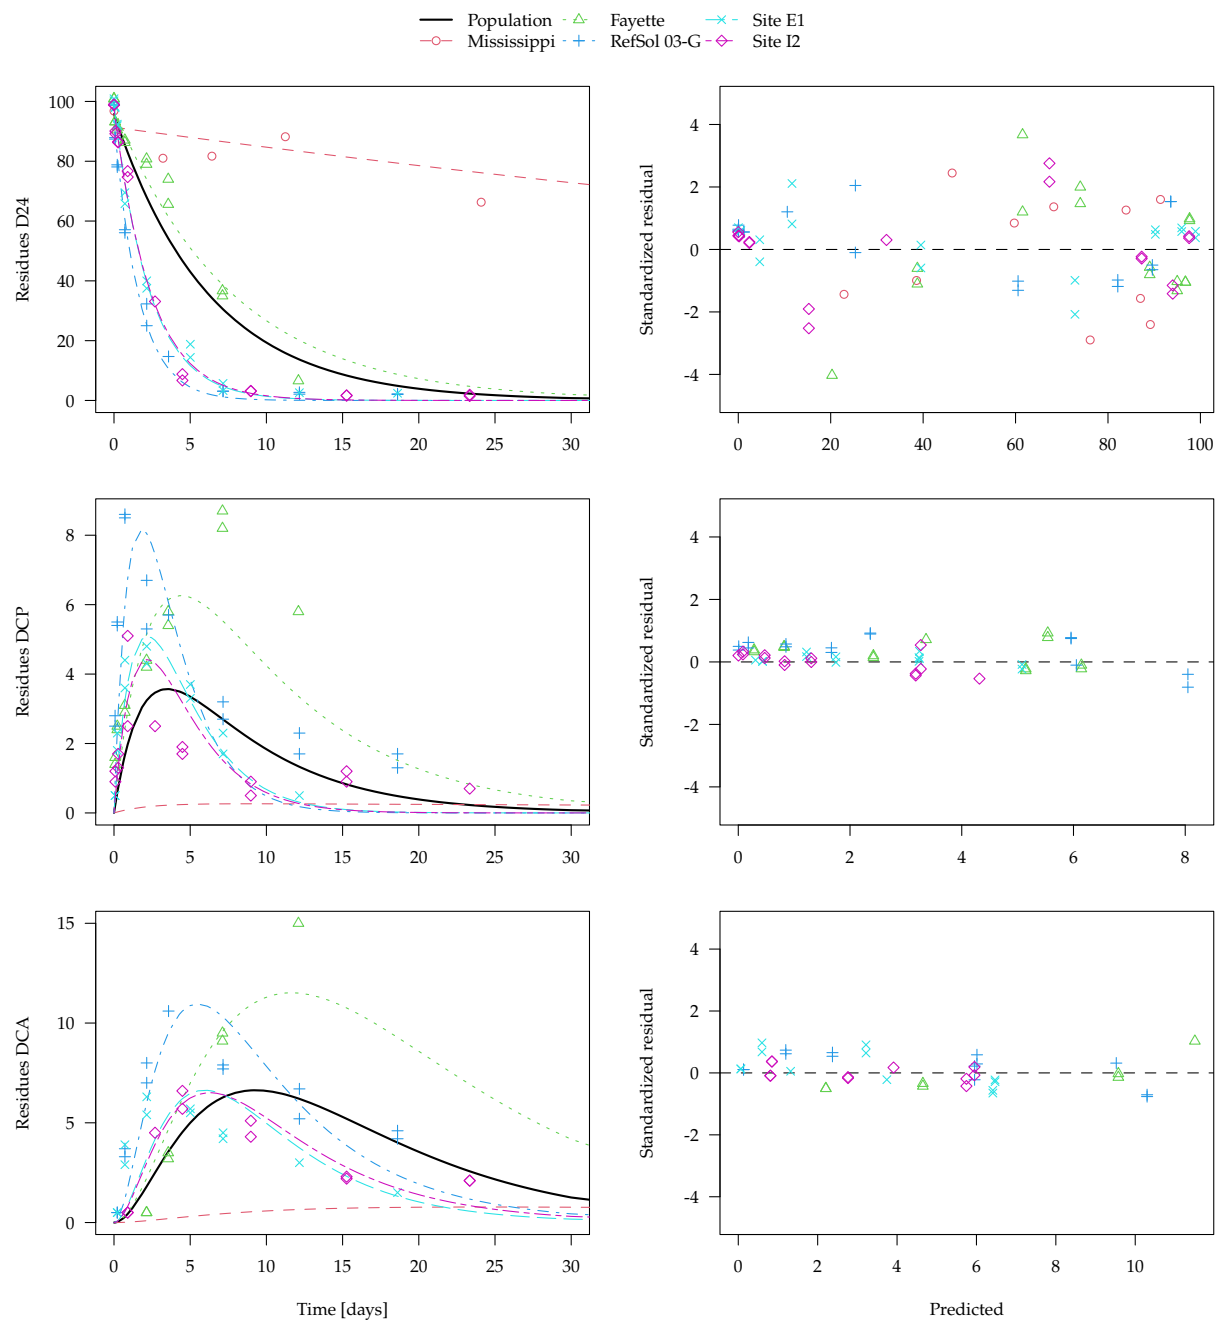 Population Fayette Site E1
Mississippi RefSol 03-G Site I2
Residues D24
100
80
60
40
20
0
0 5 10 15 20 25 30
Standardized residual
4
2
0
-2
-4
0 20 40 60 80 100
Residues DCP
8
6
4
2
0
0 5 10 15 20 25 30
Standardized residual
4
2
0
-2
-4
0 2 4 6 8
Residues DCA
15
10
5
0
0 5 10 15 20 25 30
Time [days]
Standardized residual
4
2
0
-2
-4
0 2 4 6 8 10
Predicted